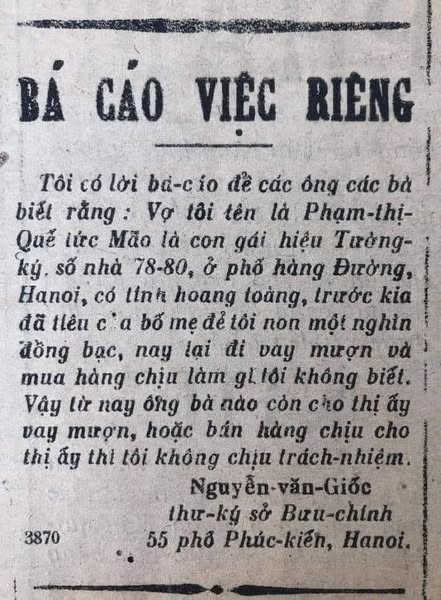 BÁ CÁO VIỆC RIÊNG
Tôi có lời bá-cáo để các ông các bà
biết rằng: Vợ tôi tên là Phạm-thị-
Quế tức Mão là con gái hiệu Tường-
ký, số nhà 78-80, ở phố hàng Đường,
Hanoi, có tính hoang toàng, trước kia
đã tiêu của bố mẹ đẻ tôi non một nghìn
đồng bạc, nay lại đi vay mượn và
mua hàng chịu làm gì tôi không biết.
Vậy từ nay ông bà nào còn cho thị ấy
vay mượn, hoặc bán hàng chịu cho
thị ấy thì tôi không chịu trách-nhiệm.
Nguyễn-văn-Giốc
thư-ký sở Bưu-chính
3870 55 phố Phúc-kiến, Hanoi.